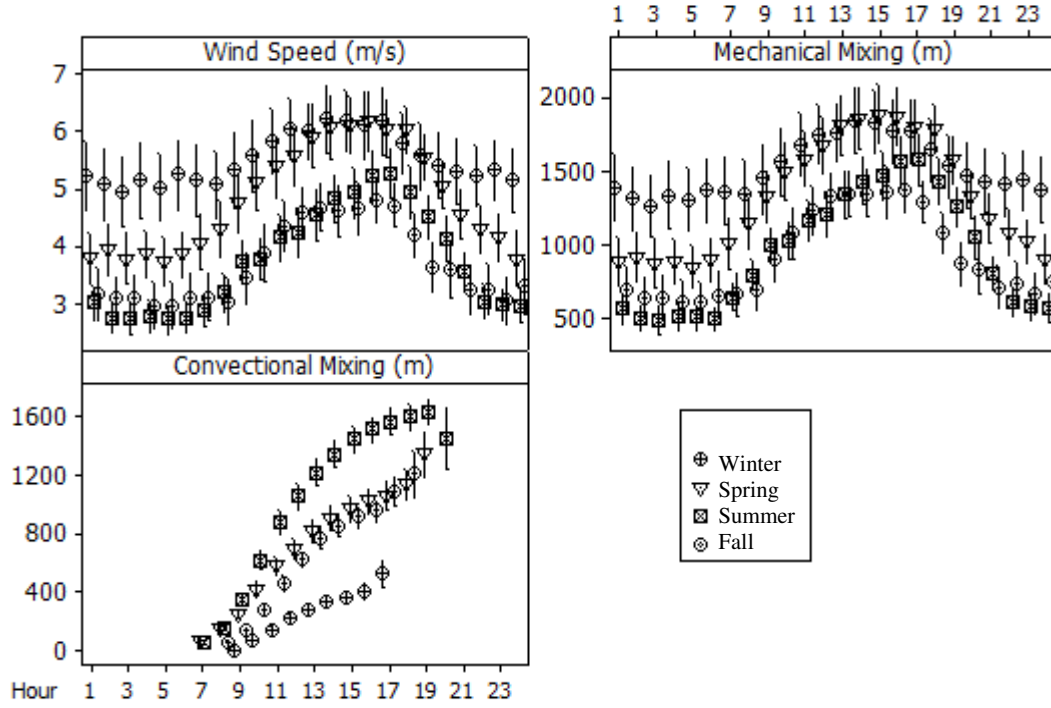 1 3 5 7 9 11 13 15 17 19 21 23
Wind Speed (m/s)
Mechanical Mixing (m)
7
6
5
4
3
2000
1500
1000
500
Convectional Mixing (m)
1600
1200
800
400
0
Winter
Spring
Summer
Fall
Hour 1 3 5 7 9 11 13 15 17 19 21 23